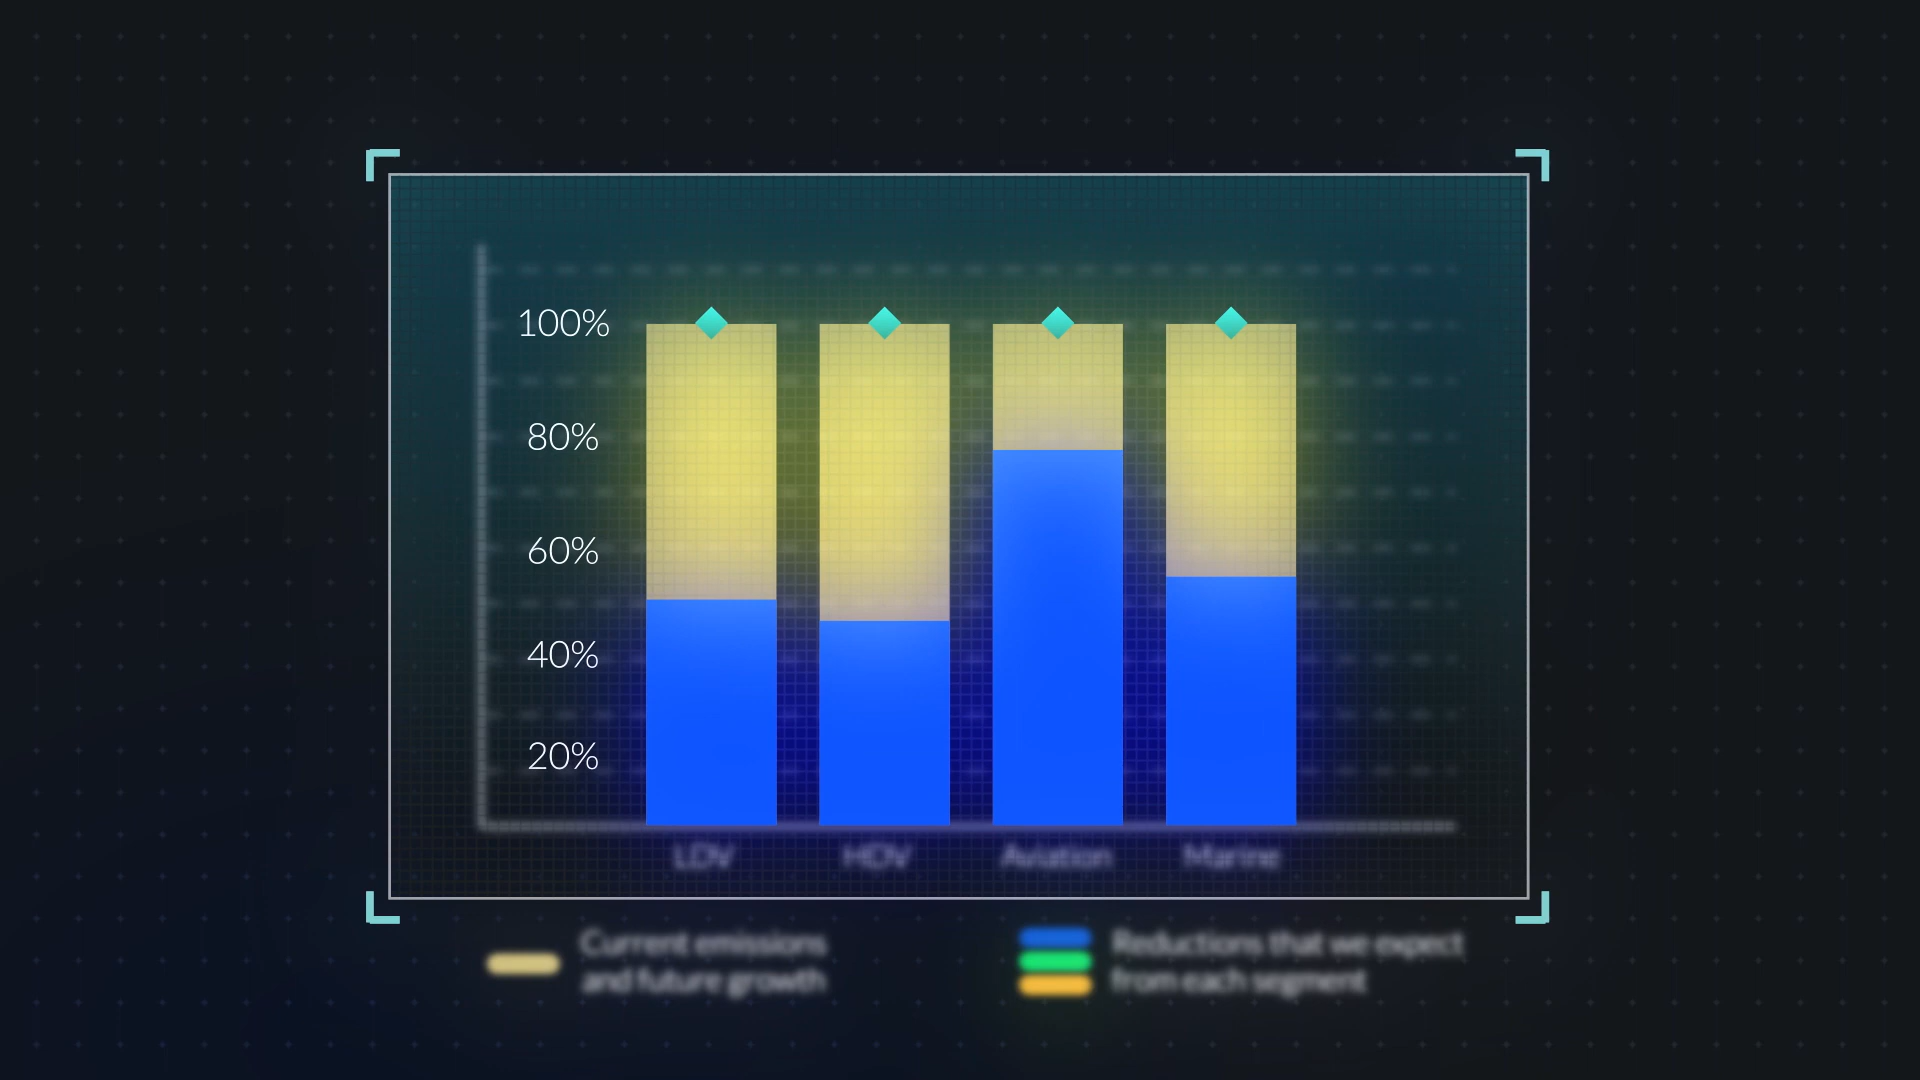 100%
80%
60%
40%
20%
LDV
HDV
Aviation
Marine
Current emissions
and future growth
Reductions that we expect
from each segment